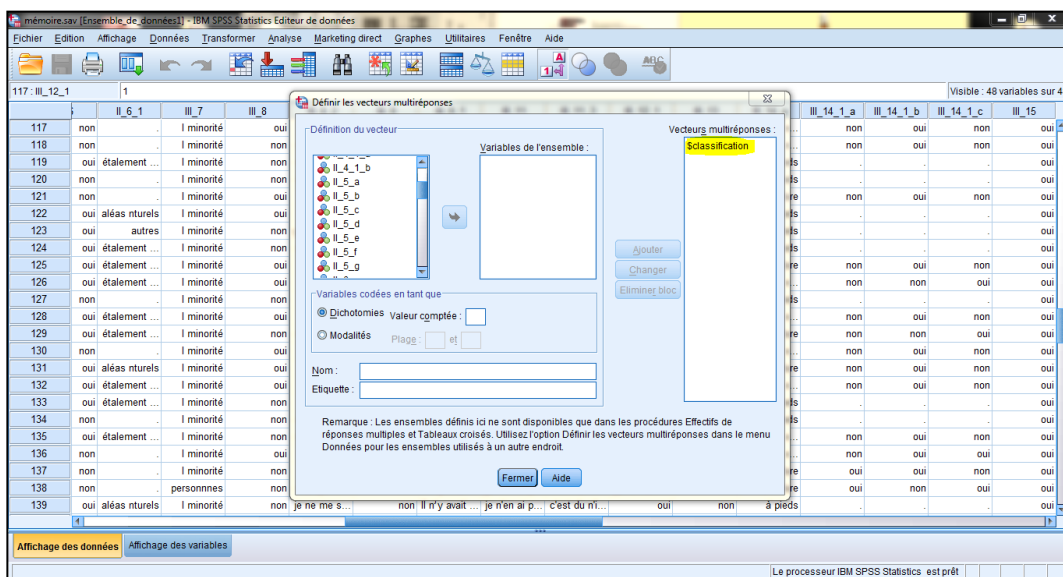 mémoire.sav [Ensemble_de_données1] - IBM SPSS Statistics Editeur de données
Fichier Edition Affichage Données Transformer Analyse Marketing direct Graphes Utilitaires Fenêtre Aide
117 : III_12_1 1 Visible : 48 variables sur 4
II_6_1 III_7 III_8 III_14_1_a III_14_1_b III_14_1_c III_15
Définir les vecteurs multiréponses
Définition du vecteur
Variables de l'ensemble :
Vecteurs multiréponses :
$classification
II_4_1_b
II_5_a
II_5_b
II_5_c
II_5_d
II_5_e
II_5_f
II_5_g
Ajouter
Changer
Eliminer bloc
Variables codées en tant que
Dichotomies Valeur comptée :
Modalités Plage : et
Nom :
Etiquette :
Remarque : Les ensembles définis ici ne sont disponibles que dans les procédures Effectifs de
réponses multiples et Tableaux croisés. Utilisez l'option Définir les vecteurs multiréponses dans le menu
Données pour les ensembles utilisés à un autre endroit.
Fermer Aide
117 non . I minorité oui non oui non oui
118 non . I minorité oui non oui non oui
119 oui étalement ... I minorité non ds . . . oui
120 non . I minorité non ds . . . oui
121 non . I minorité oui non oui non oui
122 oui aléas nturels I minorité oui ds . . . oui
123 oui autres I minorité non ds . . . oui
124 oui étalement ... I minorité non ds . . . oui
125 oui étalement ... I minorité oui re non oui non oui
126 oui étalement ... I minorité oui non non oui oui
127 non . I minorité non ds . . . oui
128 oui étalement ... I minorité oui non oui non oui
129 oui étalement ... I minorité non re non non oui oui
130 non . I minorité oui non oui non oui
131 oui aléas nturels I minorité oui re non oui non oui
132 oui étalement ... I minorité oui non oui non oui
133 oui étalement ... I minorité non ds . . . oui
134 non . I minorité non ds . . . oui
135 oui étalement ... I minorité oui non oui non oui
136 non . I minorité oui non oui non oui
137 non . I minorité non re oui oui non oui
138 non . personnnes non re oui non oui oui
139 oui aléas nturels I minorité non je ne me s... non Il n'y avait ... je n'en ai p... c'est du n'i... oui non à pieds . . . oui
Affichage des données Affichage des variables
Le processeur IBM SPSS Statistics est prêt